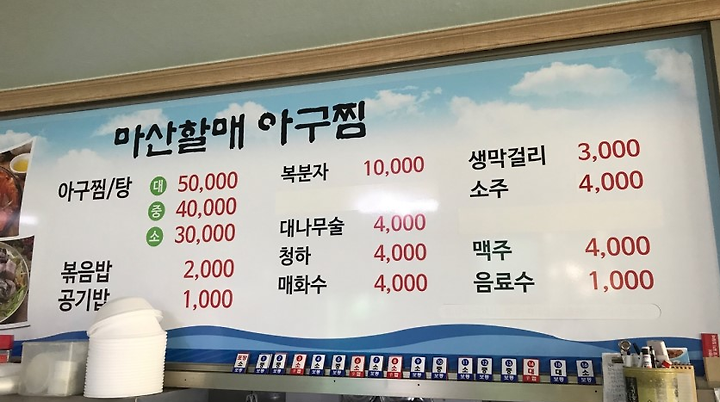 마산할매 아구찜
아구찜/탕 대 50,000
중 40,000
소 30,000
볶음밥 2,000
공기밥 1,000
복분자 10,000
대나무술 4,000
청하 4,000
매화수 4,000
생막걸리 3,000
소주 4,000
맥주 4,000
음료수 1,000